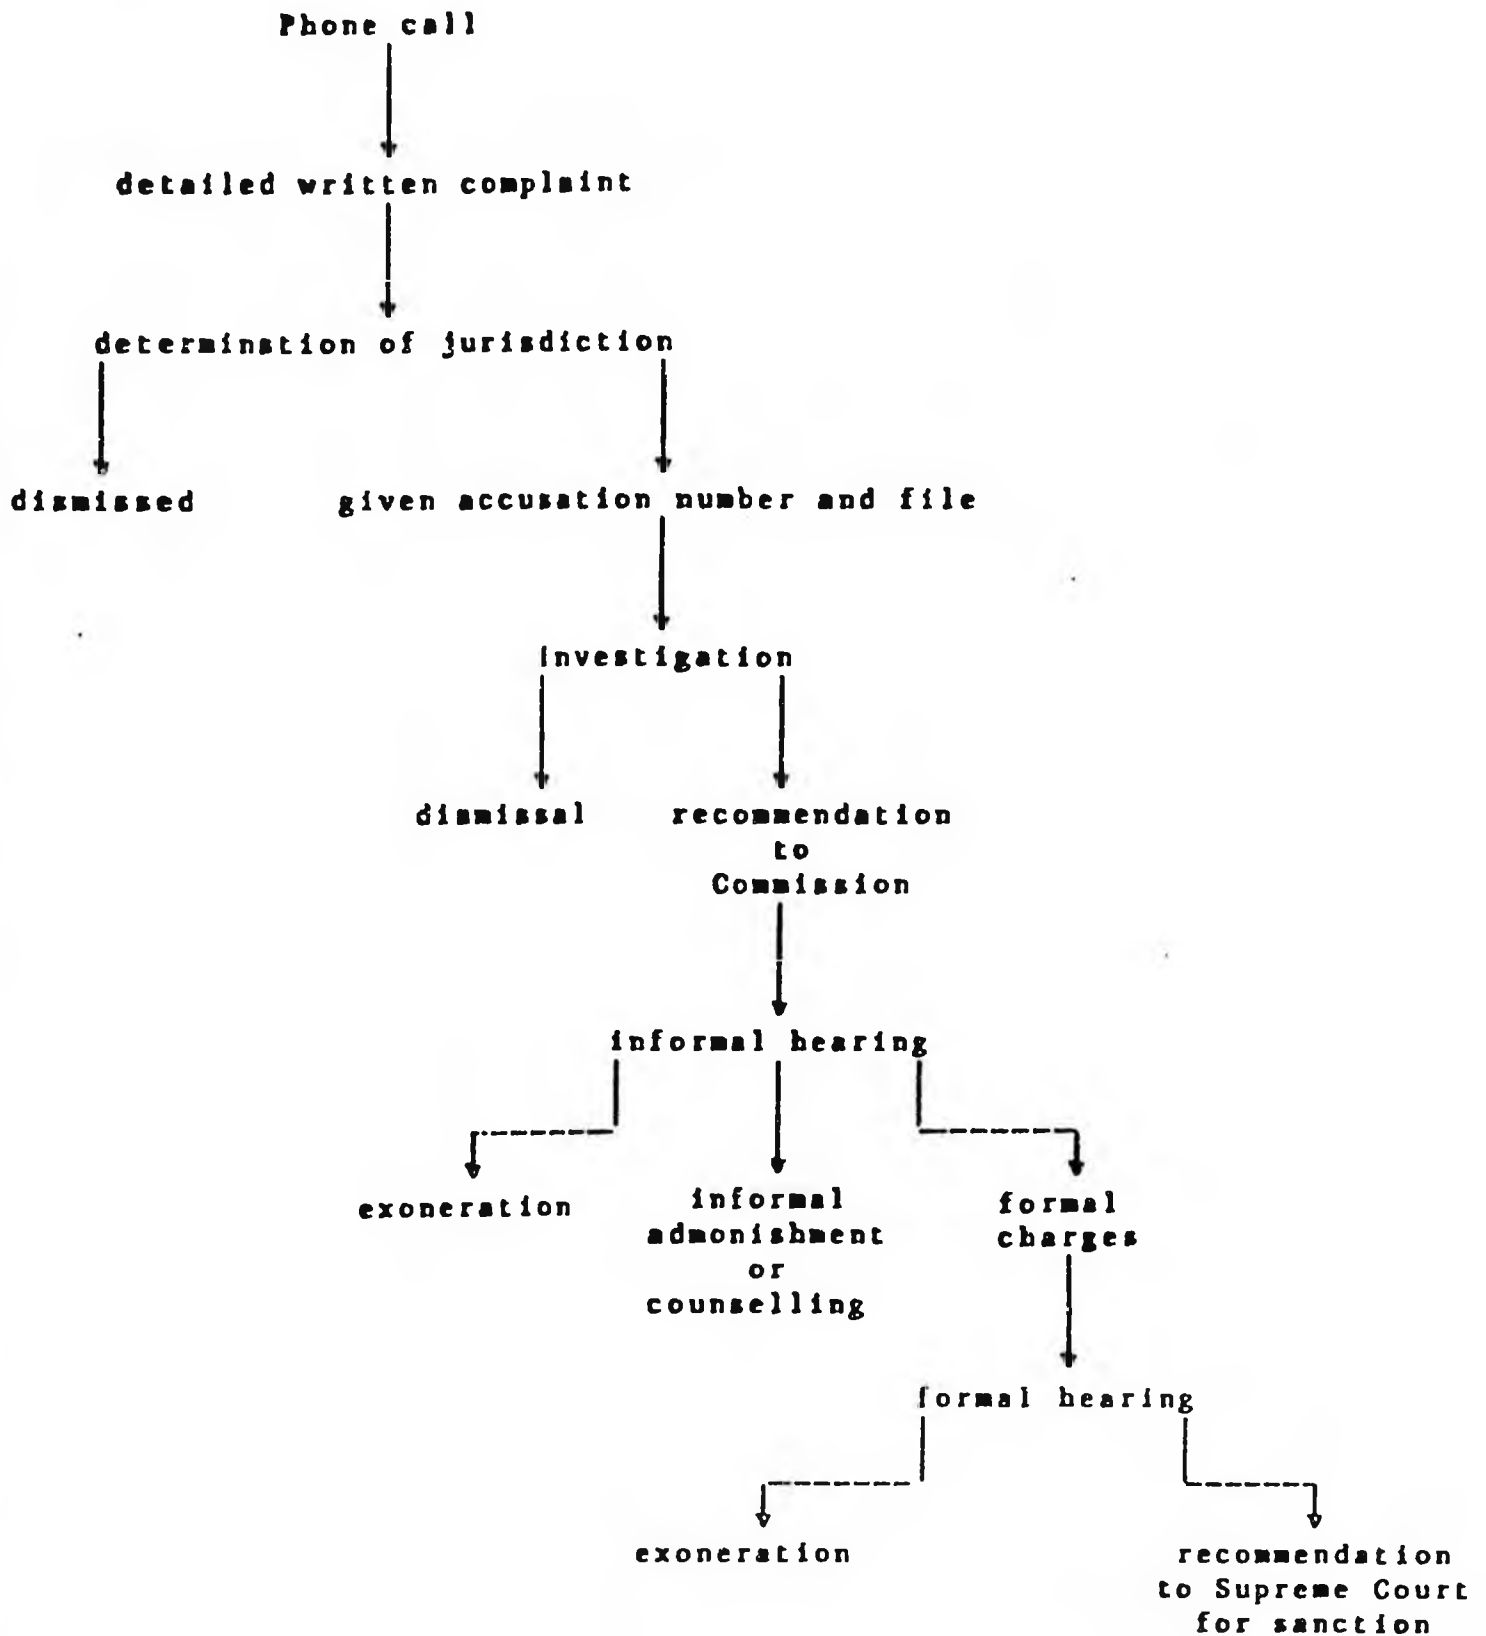 Phone call
detailed written complaint
determination of jurisdiction
dismissed
given accusation number and file
investigation
dismissal
recommendation
to
Commission
informal hearing
exoneration
informal
admonishment
or
counselling
formal
charges
formal hearing
exoneration
recommendation
to Supreme Court
for sanction